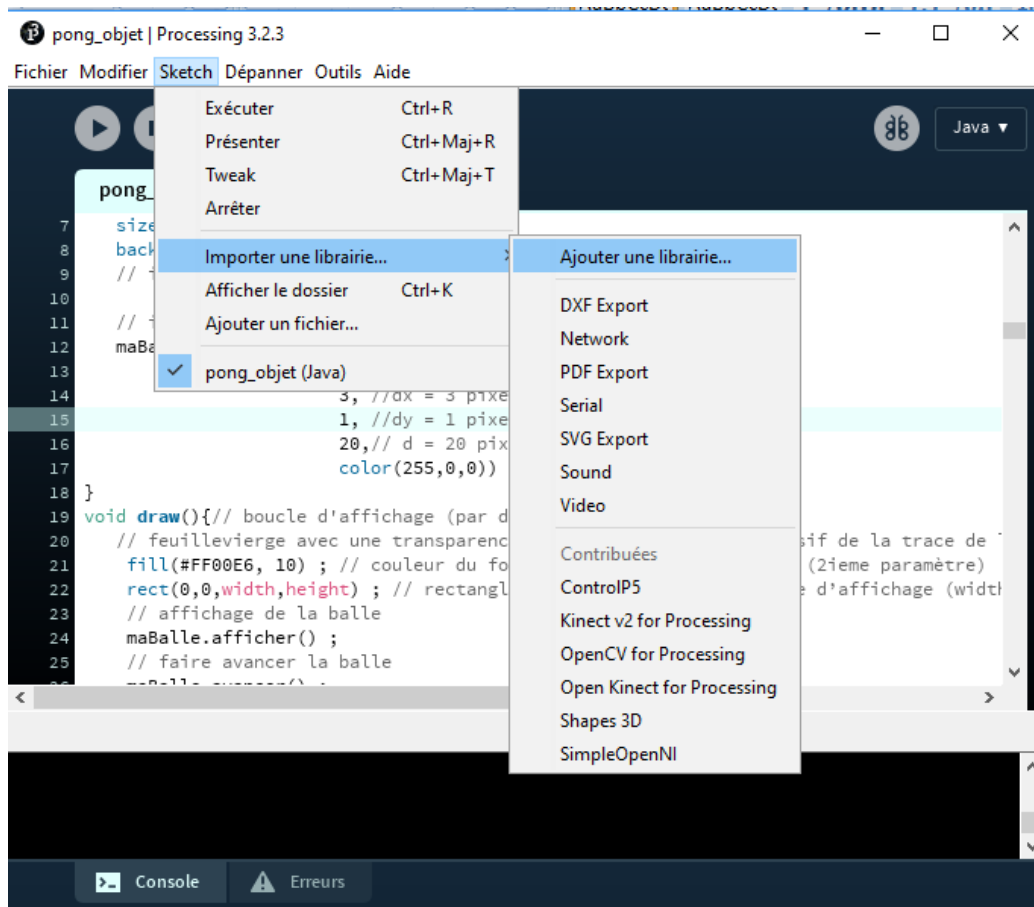 pong_objet | Processing 3.2.3
Fichier Modifier Sketch Dépanner Outils Aide
Exécuter Ctrl+R
Présenter Ctrl+Maj+R
Tweak Ctrl+Maj+T
Arrêter
Importer une librairie...
Afficher le dossier Ctrl+K
Ajouter un fichier...
pong_objet (Java)
Ajouter une librairie...
DXF Export
Network
PDF Export
Serial
SVG Export
Sound
Video
Contribuées
ControlP5
Kinect v2 for Processing
OpenCV for Processing
Open Kinect for Processing
Shapes 3D
SimpleOpenNI
Java ▼
pong_
7 size
8 back
9 //
10
11 //
12 maBa
13
14 3, //dx = 3 pixe
15 1, //dy = 1 pixe
16 20,// d = 20 pix
17 color(255,0,0))
18 }
19 void draw(){// boucle d'affichage (par d
20 // feuillevierge avec une transparenc sif de la trace de
21 fill(#FF00E6, 10) ; // couleur du fo (2ieme paramètre)
22 rect(0,0,width,height) ; // rectangl e d'affichage (widt
23 // affichage de la balle
24 maBalle.afficher() ;
25 // faire avancer la balle
Console Erreurs